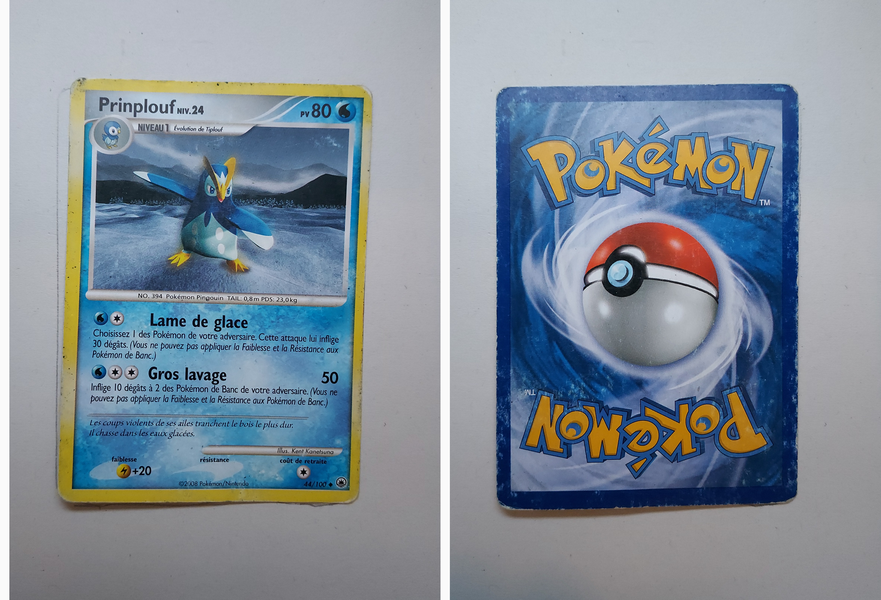 Prinplouf NIV.24
PV 80
NIVEAU 1 Évolution de Tiplouf
NO. 394 Pokémon Pingouin TAIL: 0,8 m PDS: 23,0 kg
Lame de glace
Choisissez 1 des Pokémon de votre adversaire. Cette attaque lui inflige
30 dégâts. (Vous ne pouvez pas appliquer la Faiblesse et la Résistance aux
Pokémon de Banc.)
Gros lavage 50
Inflige 10 dégâts à 2 des Pokémon de Banc de votre adversaire. (Vous ne
pouvez pas appliquer la Faiblesse et la Résistance aux Pokémon de Banc.)
Les coups violents de ses ailes tranchent le bois le plus dur.
Il chasse dans les eaux glacées.
Illus. Kent Kanetsuna
faiblesse résistance coût de retraite
+20
©2008 Pokémon/Nintendo 44/100
POKéMON
TM
TM
POKéMON